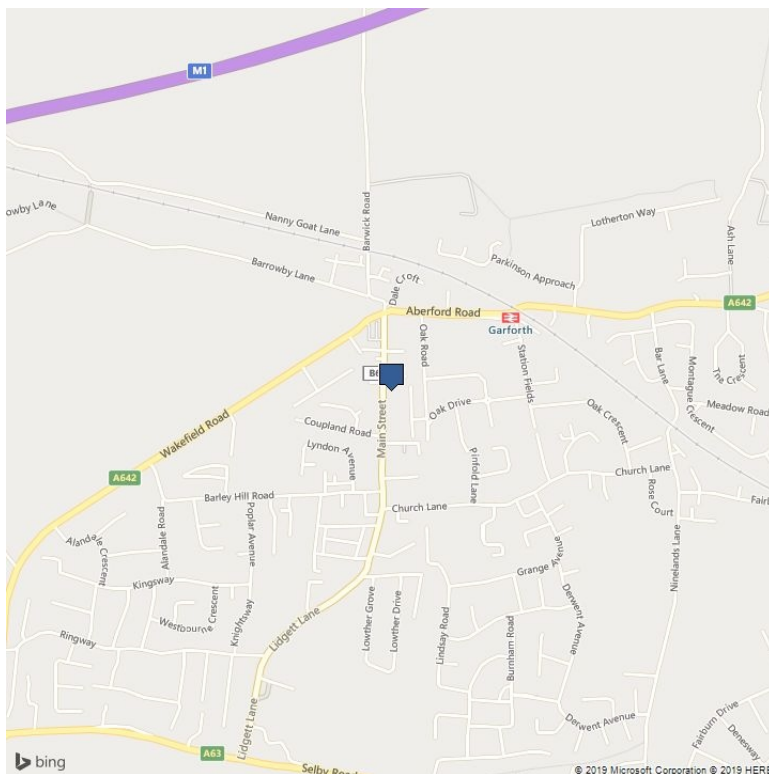 M1
Nanny Goat Lane
Barwick Road
Lotherton Way
Ash Lane
Barrowby Lane
Parkinson Approach
Dale Croft
Aberford Road
A642
Garforth
Oak Road
Station Fields
Bar Lane
Montague Crescent
The Crescent
Wakefield Road
Main Street
Coupland Road
Oak Drive
Oak Crescent
Meadow Road
Lyndon Avenue
Pinfold Lane
Church Lane
A642
Barley Hill Road
Church Lane
Rose Court
Poplar Avenue
Alandale Road
Alandale Crescent
Ninelands Lane
Kingsway
Grange Avenue
Westbourne Crescent
Knightsway
Lowther Grove
Lowther Drive
Lindsay Road
Derwent Avenue
Burnham Road
Ringway
Lidgett Lane
Lidgett Lane
Derwent Avenue
Fairburn Drive
Denesway
A63
Selby Road
bing
© 2019 Microsoft Corporation © 2019 HERE